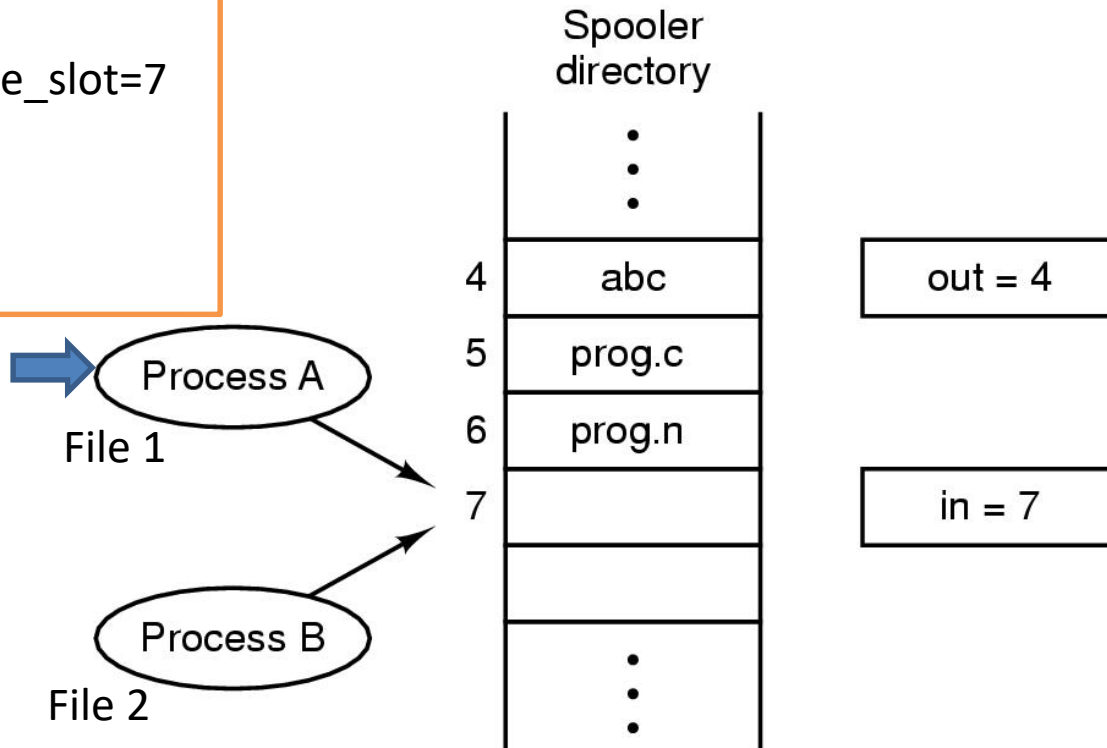 Spooler
directory
e_slot=7
4 abc out = 4
5 prog.c
Process A
File 1
6 prog.n
7 in = 7
Process B
File 2